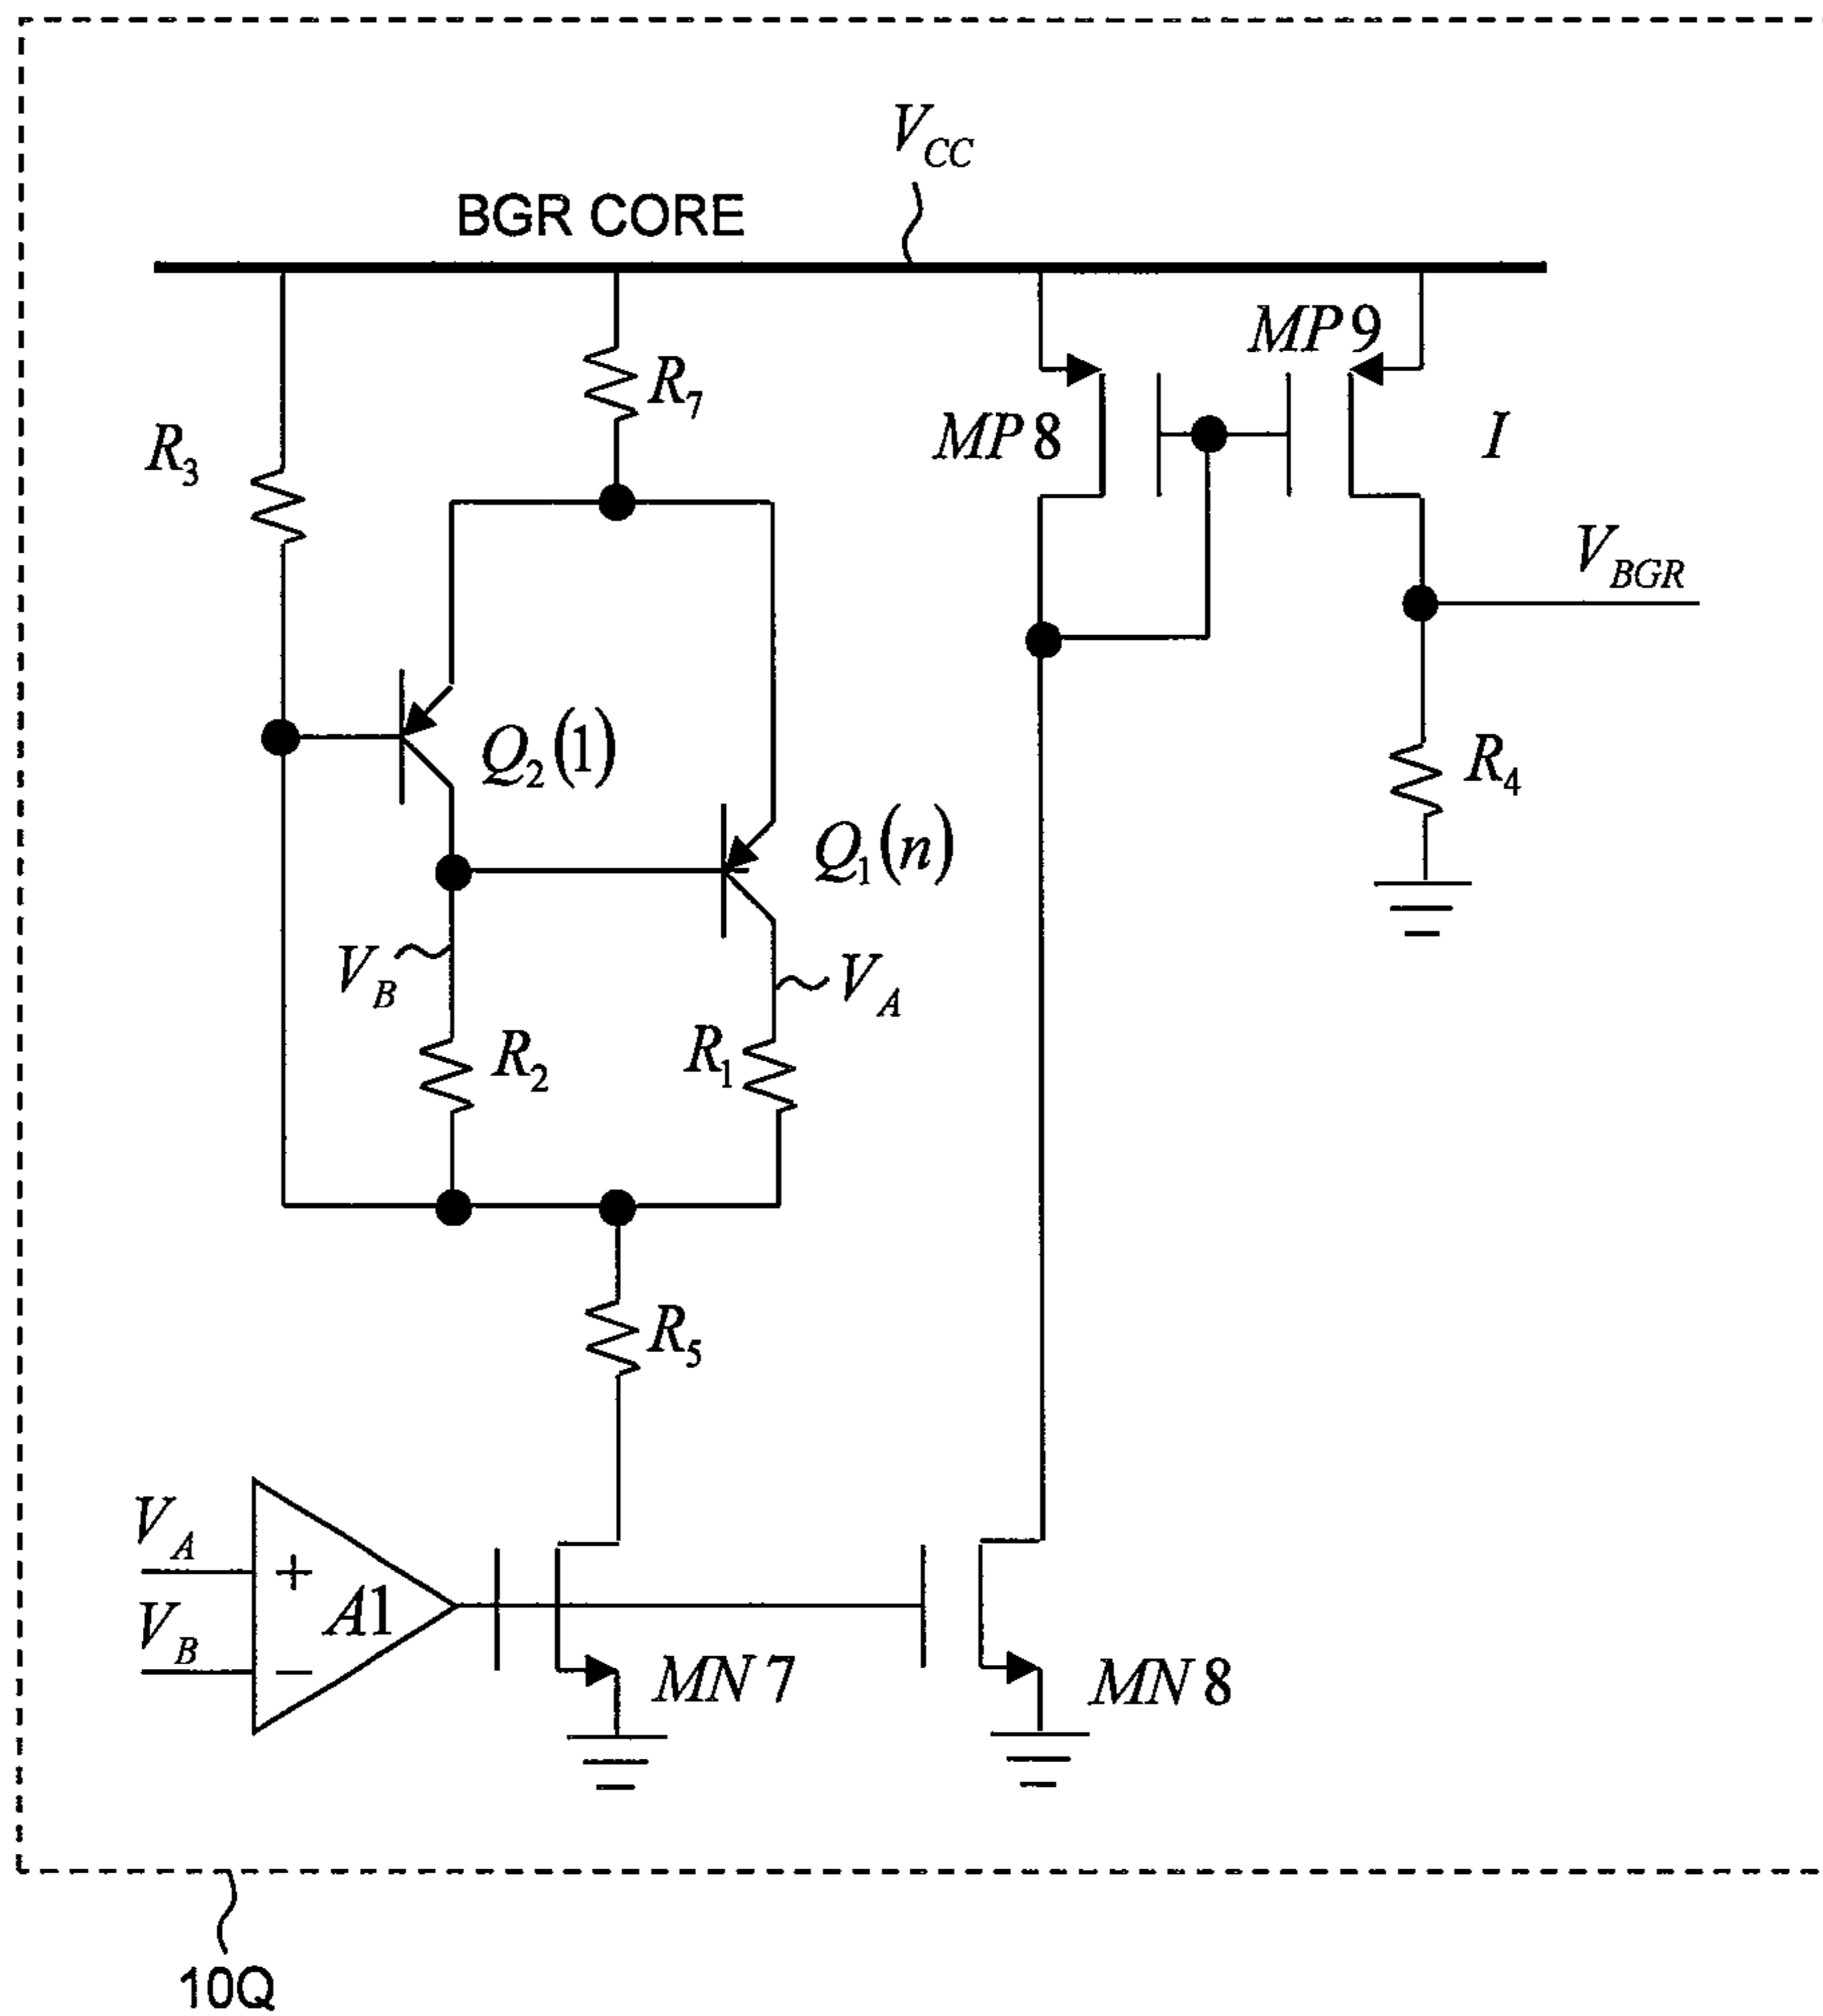 V_CC
BGR CORE
MP9
R_7
MP8
I
R_3
V_BGR
Q_2(1)
R_4
Q_1(n)
V_B
V_A
R_2
R_1
R_5
V_A
+
A1
V_B
−
MN7
MN8
10Q